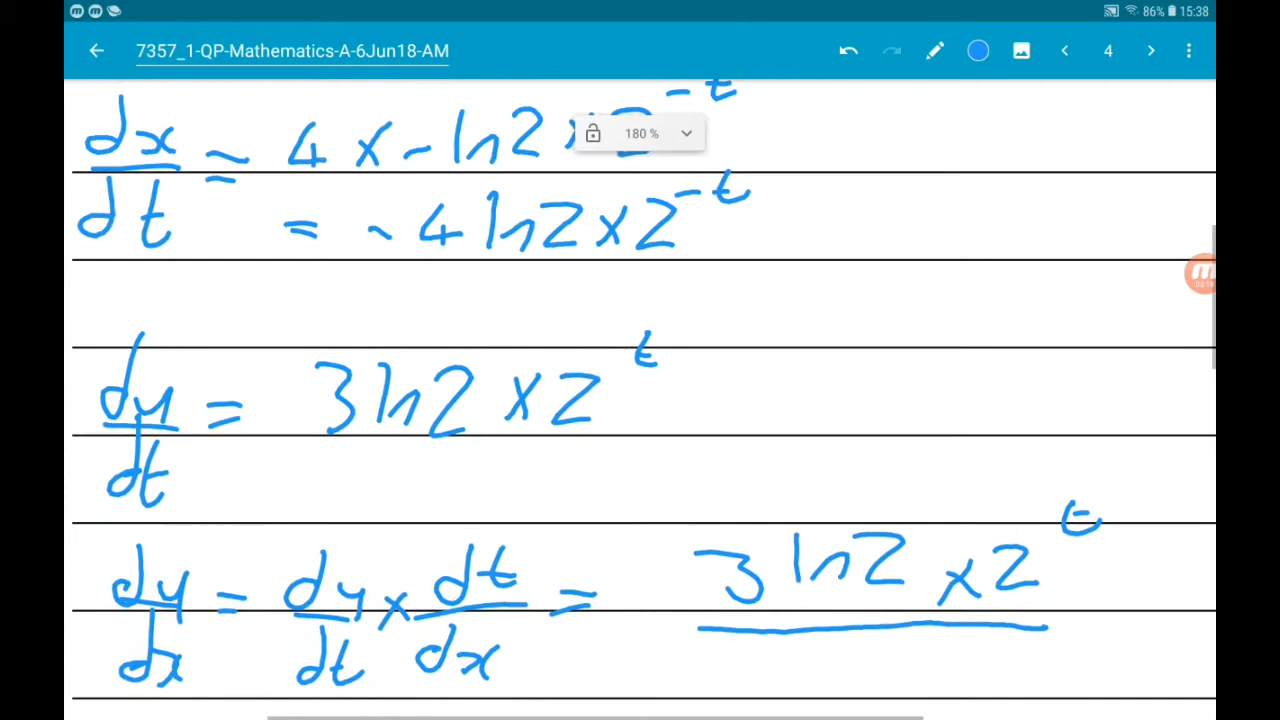 86% 15:38
7357_1-QP-Mathematics-A-6Jun18-AM
4
180 %
dx/dt = 4 × -ln2 × 2^-t
= -4 ln2 × 2^-t
dy/dt = 3 ln2 × 2^t
dy/dx = dy/dt × dt/dx = 3 ln2 × 2^t